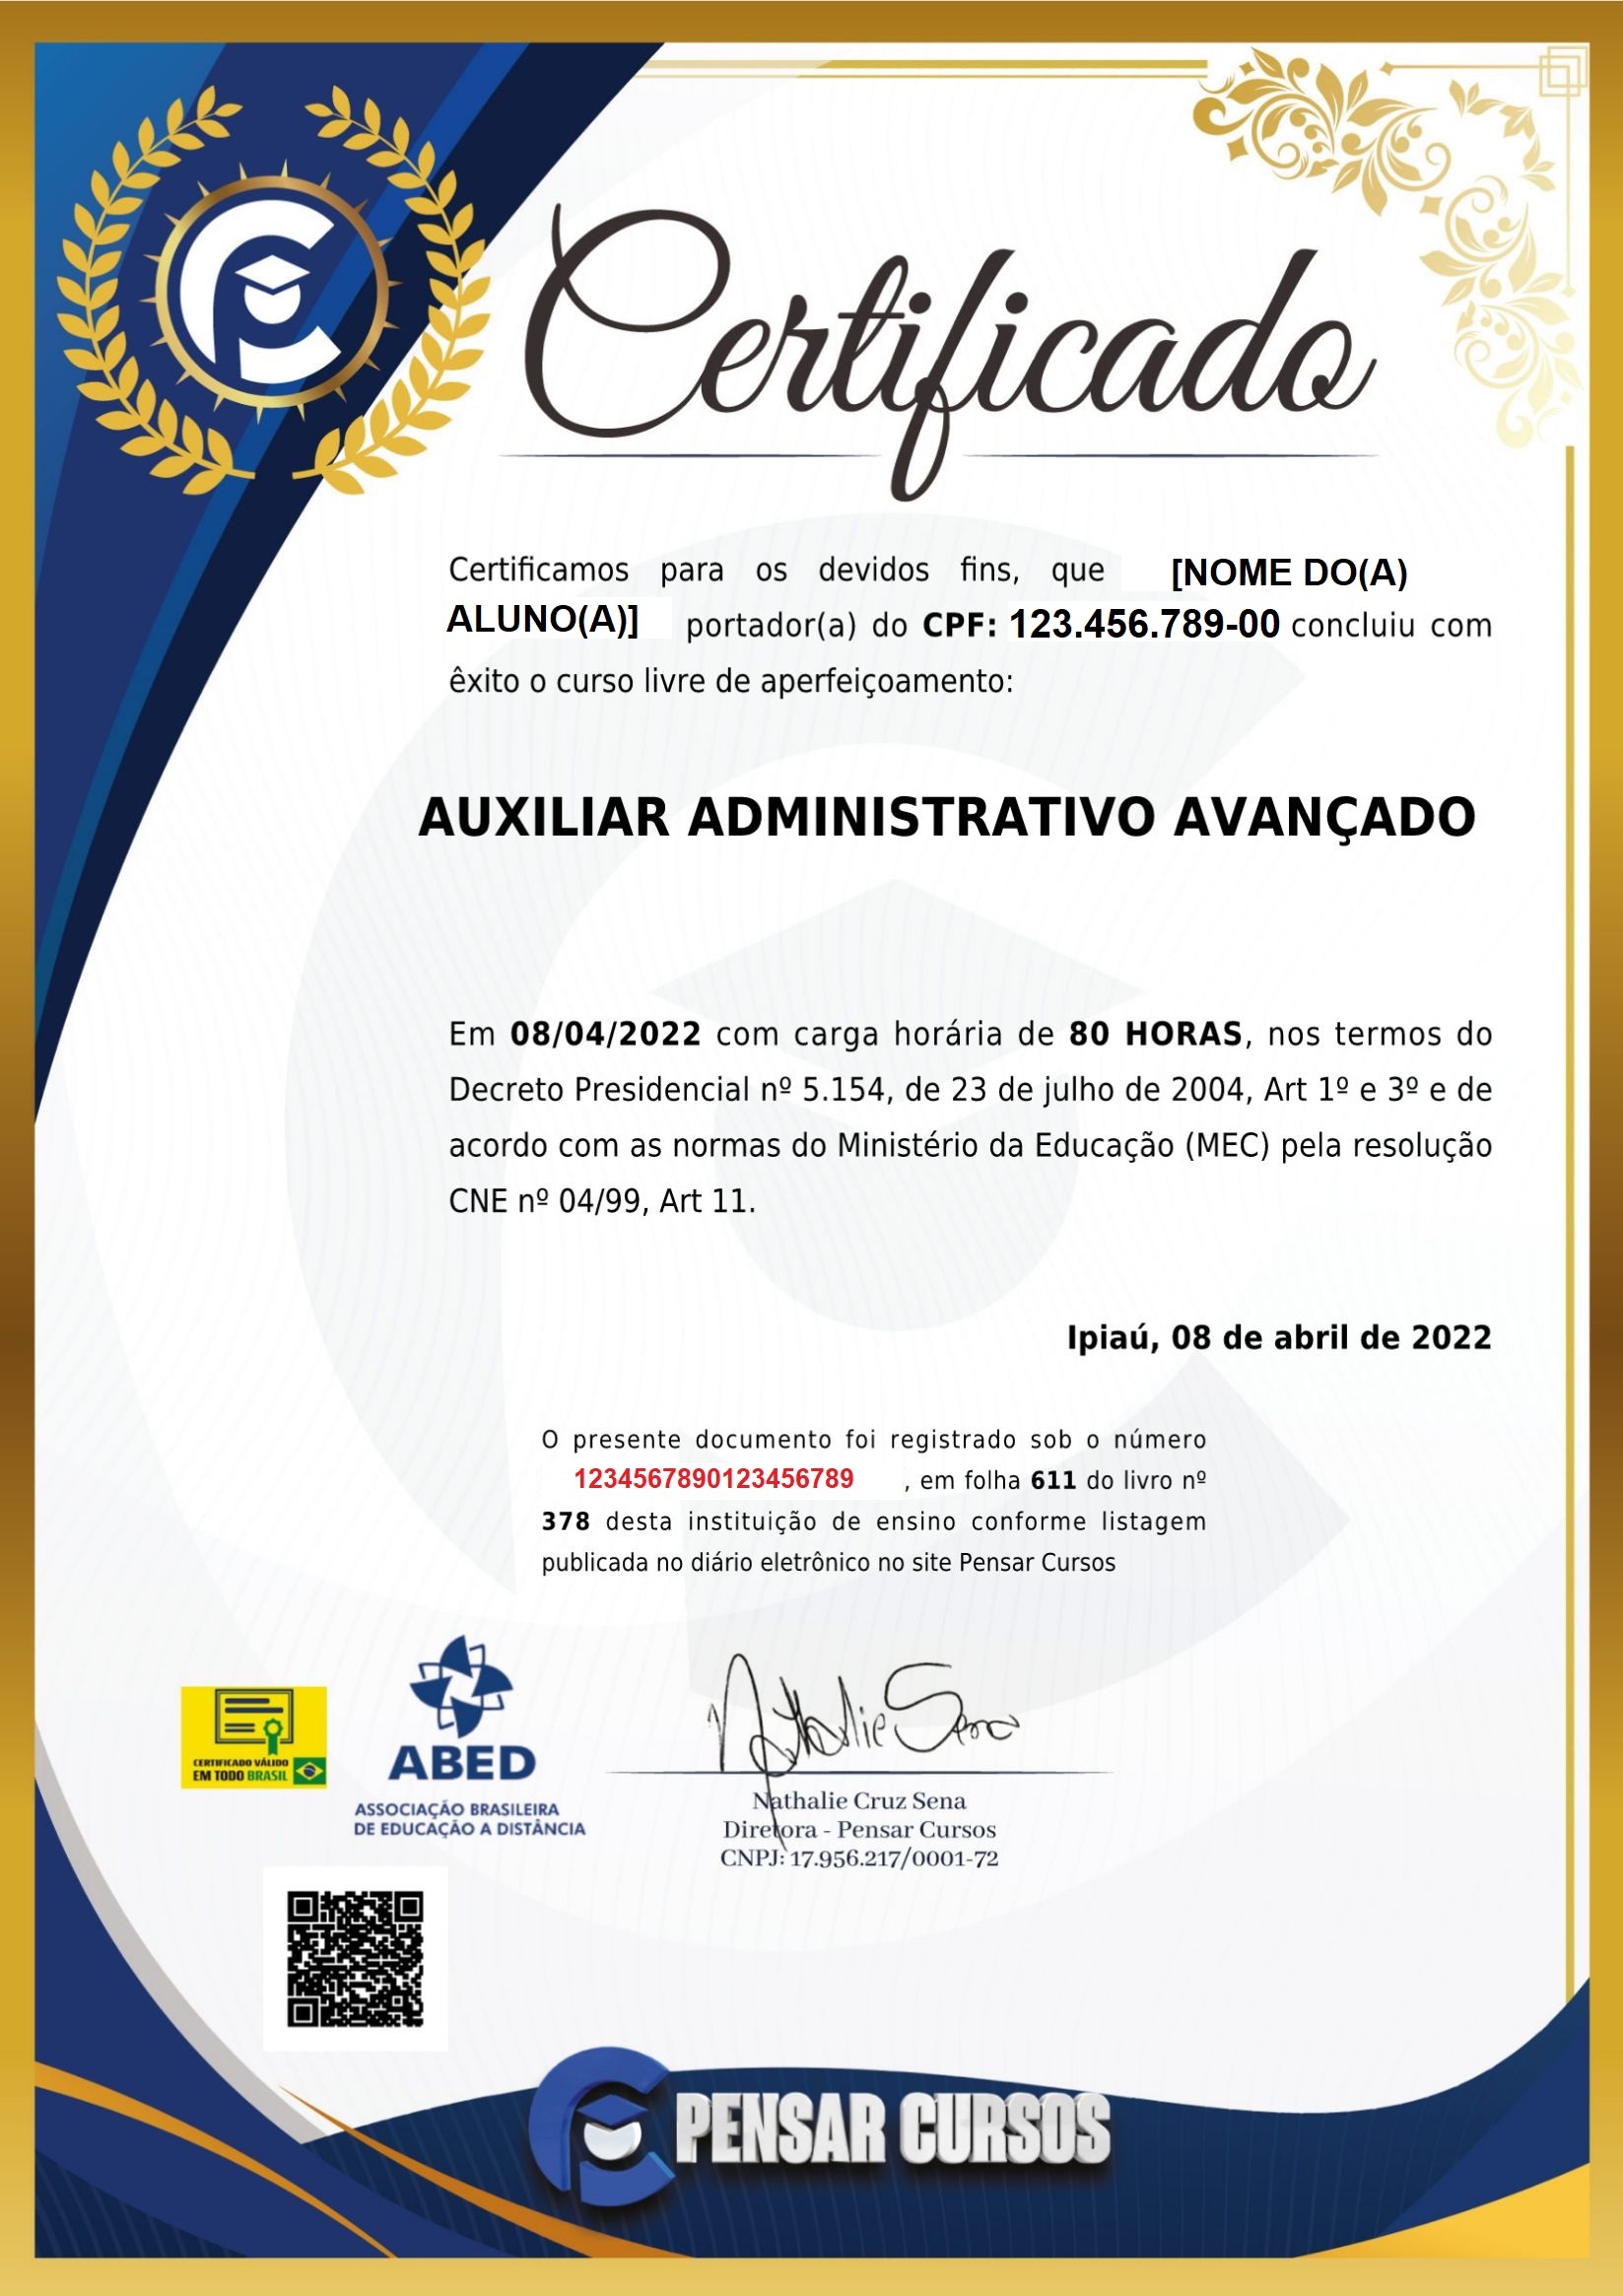 Certificado
Certificamos para os devidos fins, que [NOME DO(A)
ALUNO(A)] portador(a) do CPF: 123.456.789-00 concluiu com
êxito o curso livre de aperfeiçoamento:
AUXILIAR ADMINISTRATIVO AVANÇADO
Em 08/04/2022 com carga horária de 80 HORAS, nos termos do
Decreto Presidencial nº 5.154, de 23 de julho de 2004, Art 1º e 3º e de
acordo com as normas do Ministério da Educação (MEC) pela resolução
CNE nº 04/99, Art 11.
Ipiaú, 08 de abril de 2022
O presente documento foi registrado sob o número
1234567890123456789 , em folha 611 do livro nº
378 desta instituição de ensino conforme listagem
publicada no diário eletrônico no site Pensar Cursos
CERTIFICADO VÁLIDO
EM TODO BRASIL
ABED
ASSOCIAÇÃO BRASILEIRA
DE EDUCAÇÃO A DISTÂNCIA
Nathalie Sena
Nathalie Cruz Sena
Diretora - Pensar Cursos
CNPJ: 17.956.217/0001-72
PENSAR CURSOS